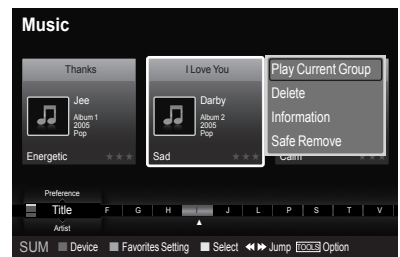 Music
Thanks
Jee
Album 1
2005
Pop
Energetic
I Love You
Darby
Album 2
2005
Pop
Sad
Play Current Group
Delete
Information
Safe Remove
Calm
Preference
Title F G H I J L P S T V
Artist
SUM Device Favorites Setting Select Jump TOOLS Option